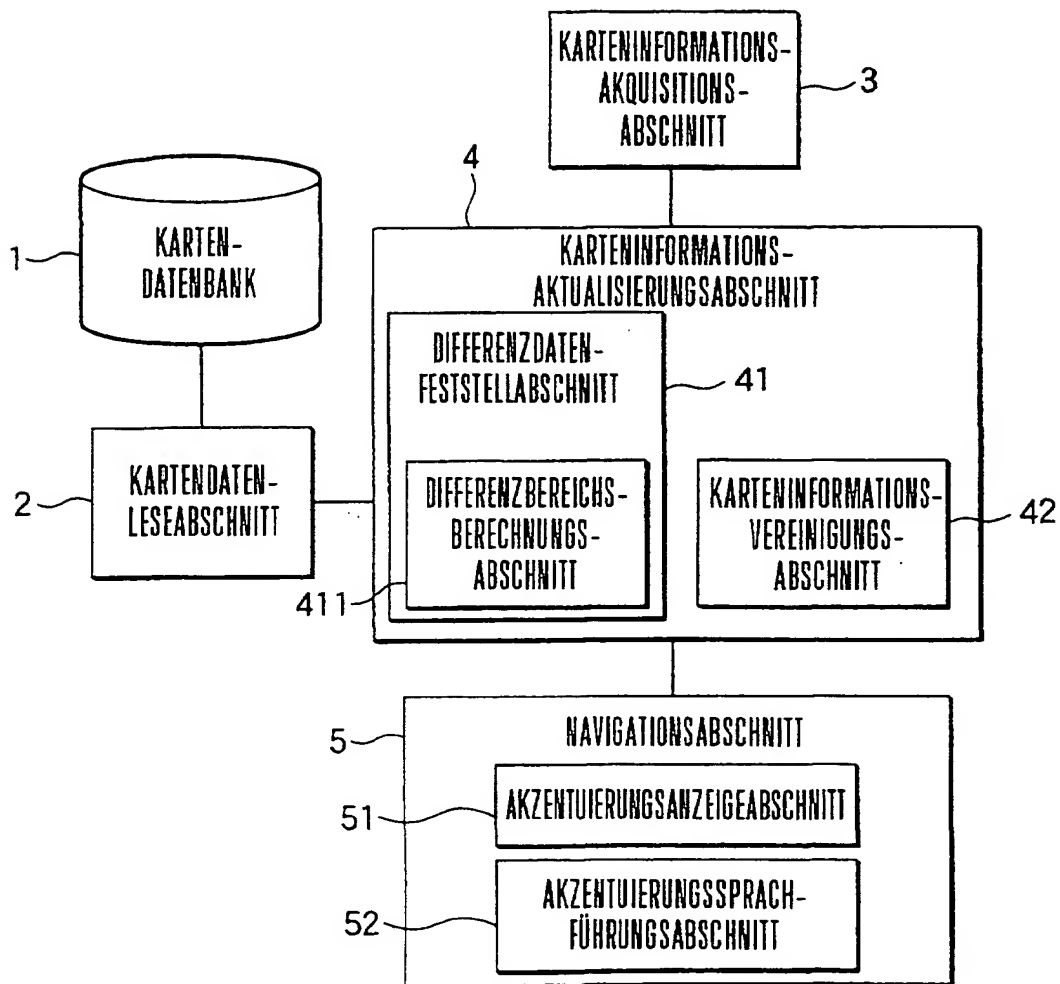 KARTENINFORMATIONS-
AKQUISITIONS-
ABSCHNITT
3
4
KARTEN-
DATENBANK
1
KARTENINFORMATIONS-
AKTUALISIERUNGSABSCHNITT
DIFFERENZDATEN-
FESTSTELLABSCHNITT
41
KARTENDATEN-
LESEABSCHNITT
2
DIFFERENZBEREICHS-
BERECHNUNGS-
ABSCHNITT
411
KARTENINFORMATIONS-
VEREINIGUNGS-
ABSCHNITT
42
5
NAVIGATIONSABSCHNITT
AKZENTUIERUNGSANZEIGEABSCHNITT
51
AKZENTUIERUNGSSPRACH-
FÜHRUNGSABSCHNITT
52